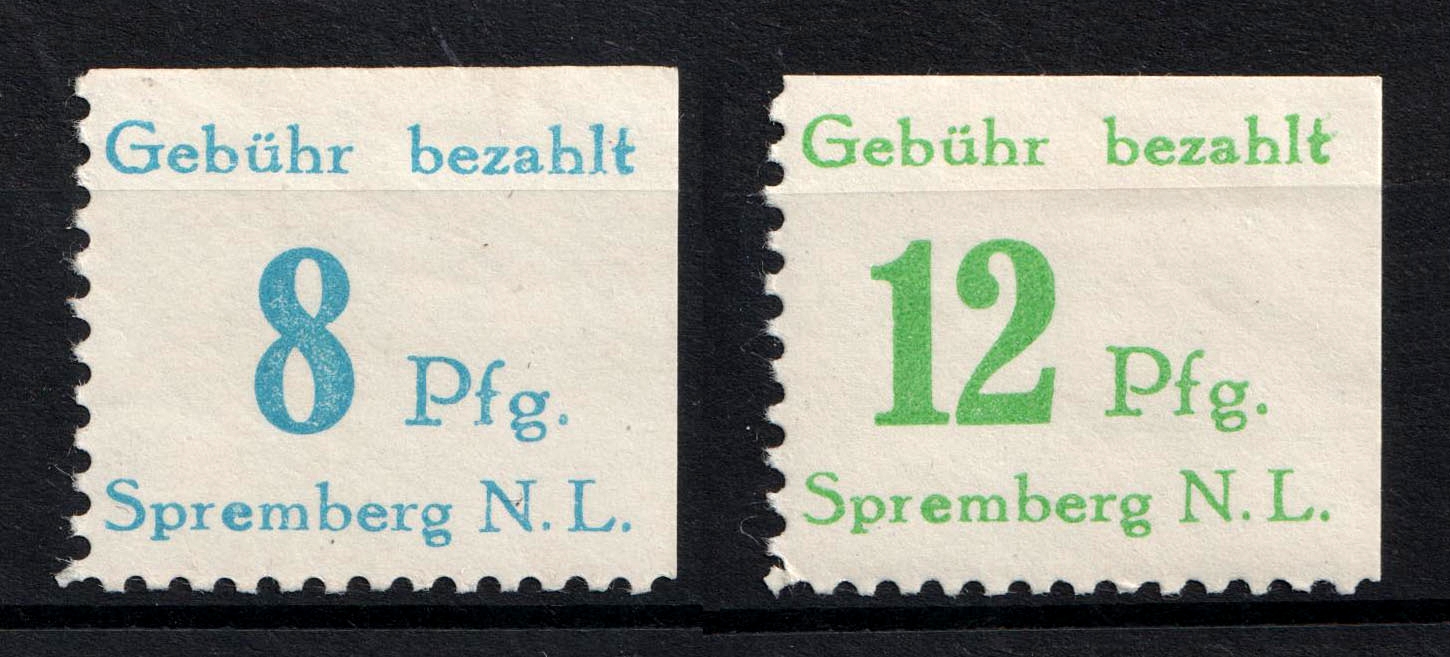 Gebühr bezahlt
8 Pfg.
Spremberg N. L.
Gebühr bezahlt
12 Pfg.
Spremberg N. L.